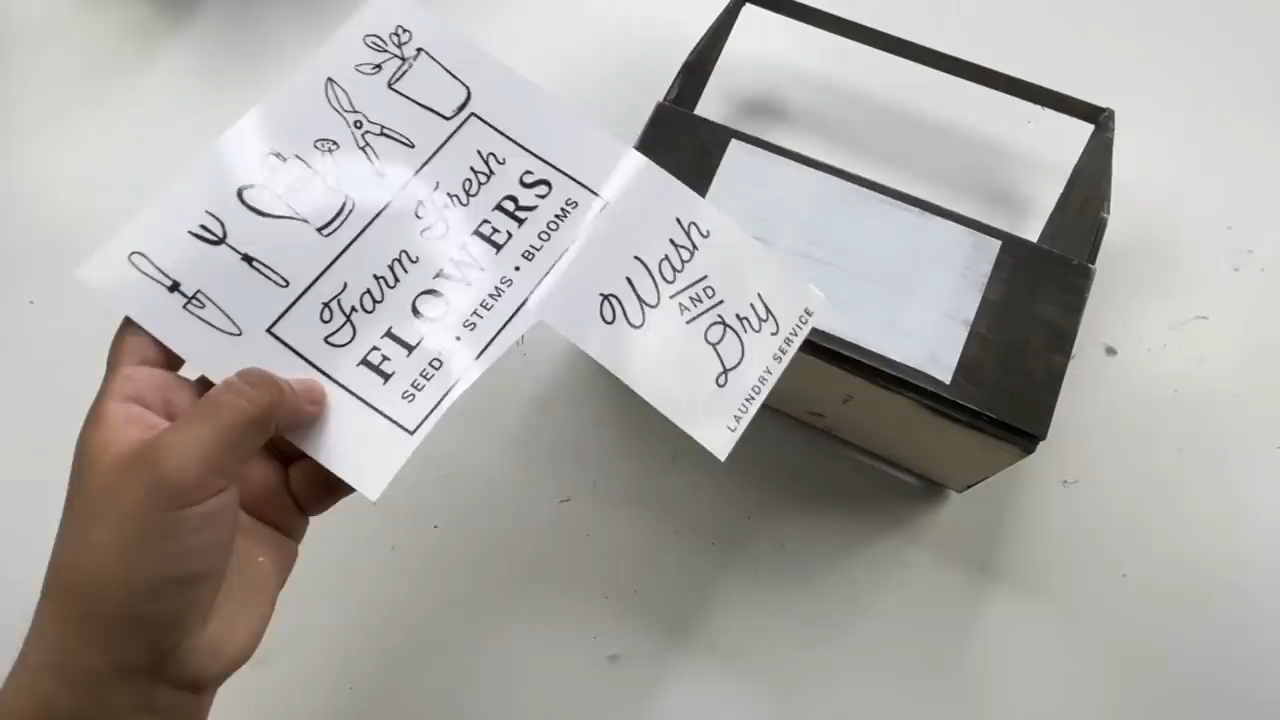 Farm Fresh
FLOWERS
SEEDS • STEMS • BLOOMS
Wash
AND
Dry
LAUNDRY SERVICE